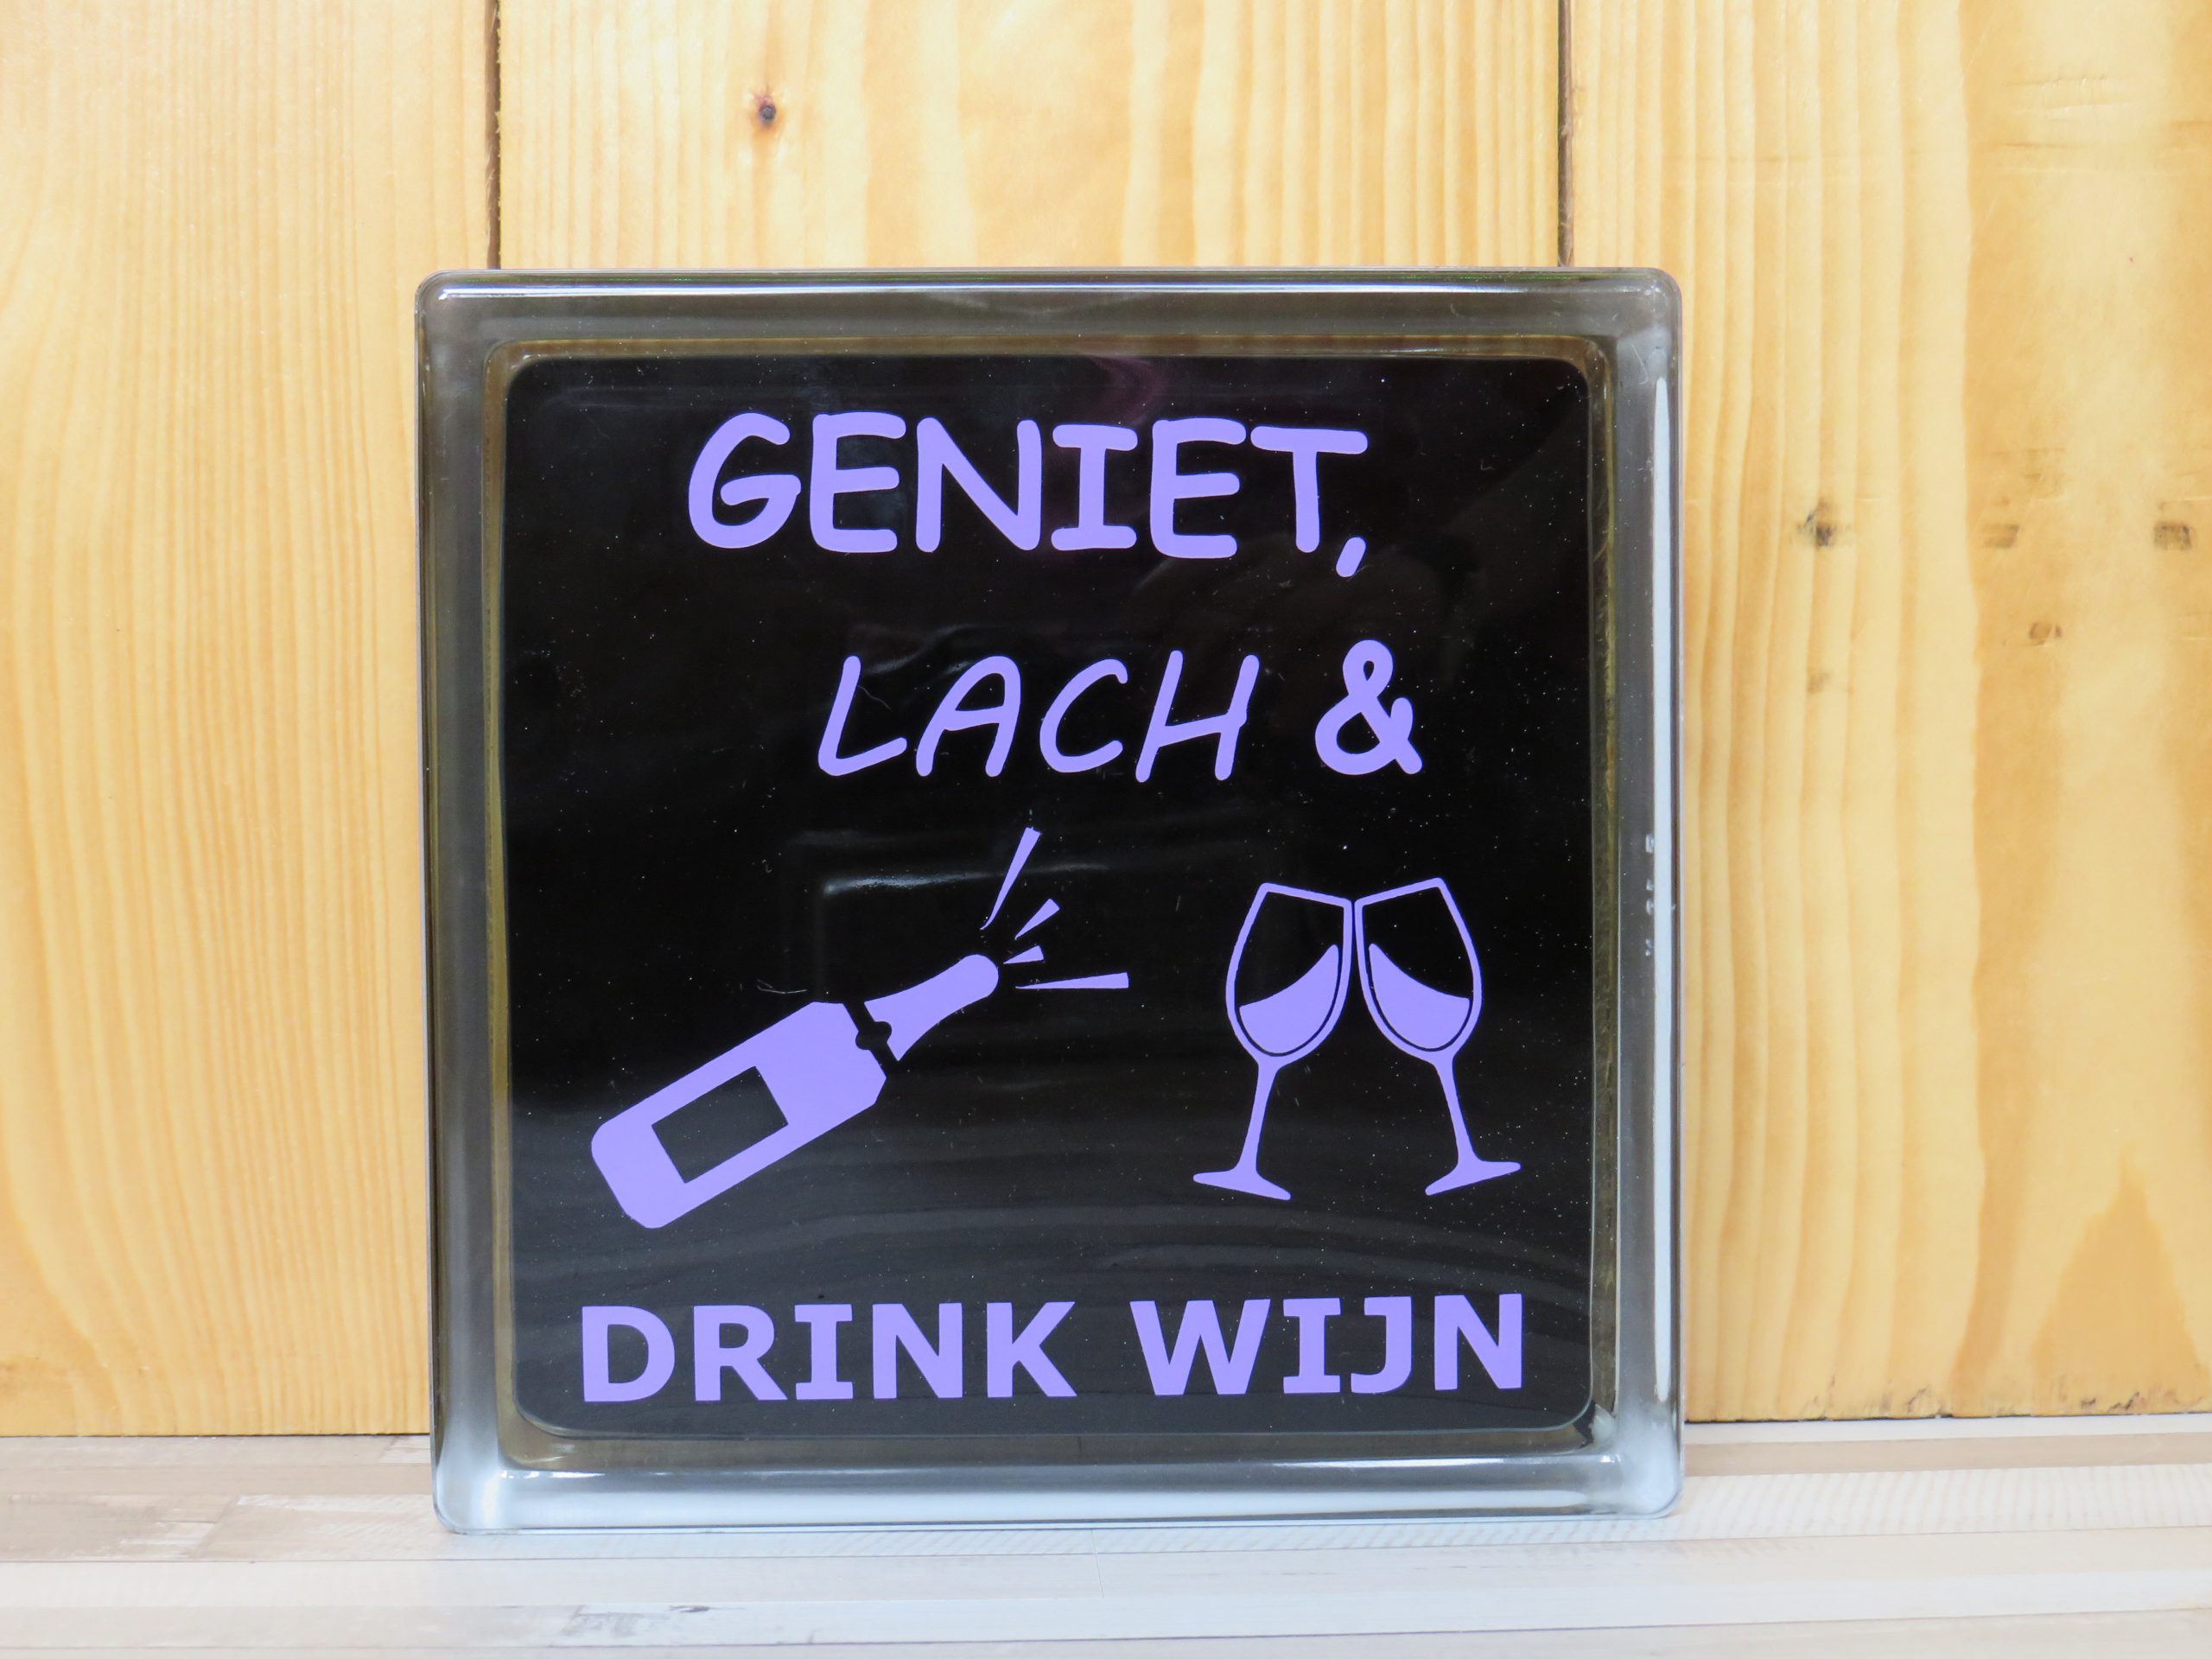 GENIET,
LACH &
DRINK WIJN